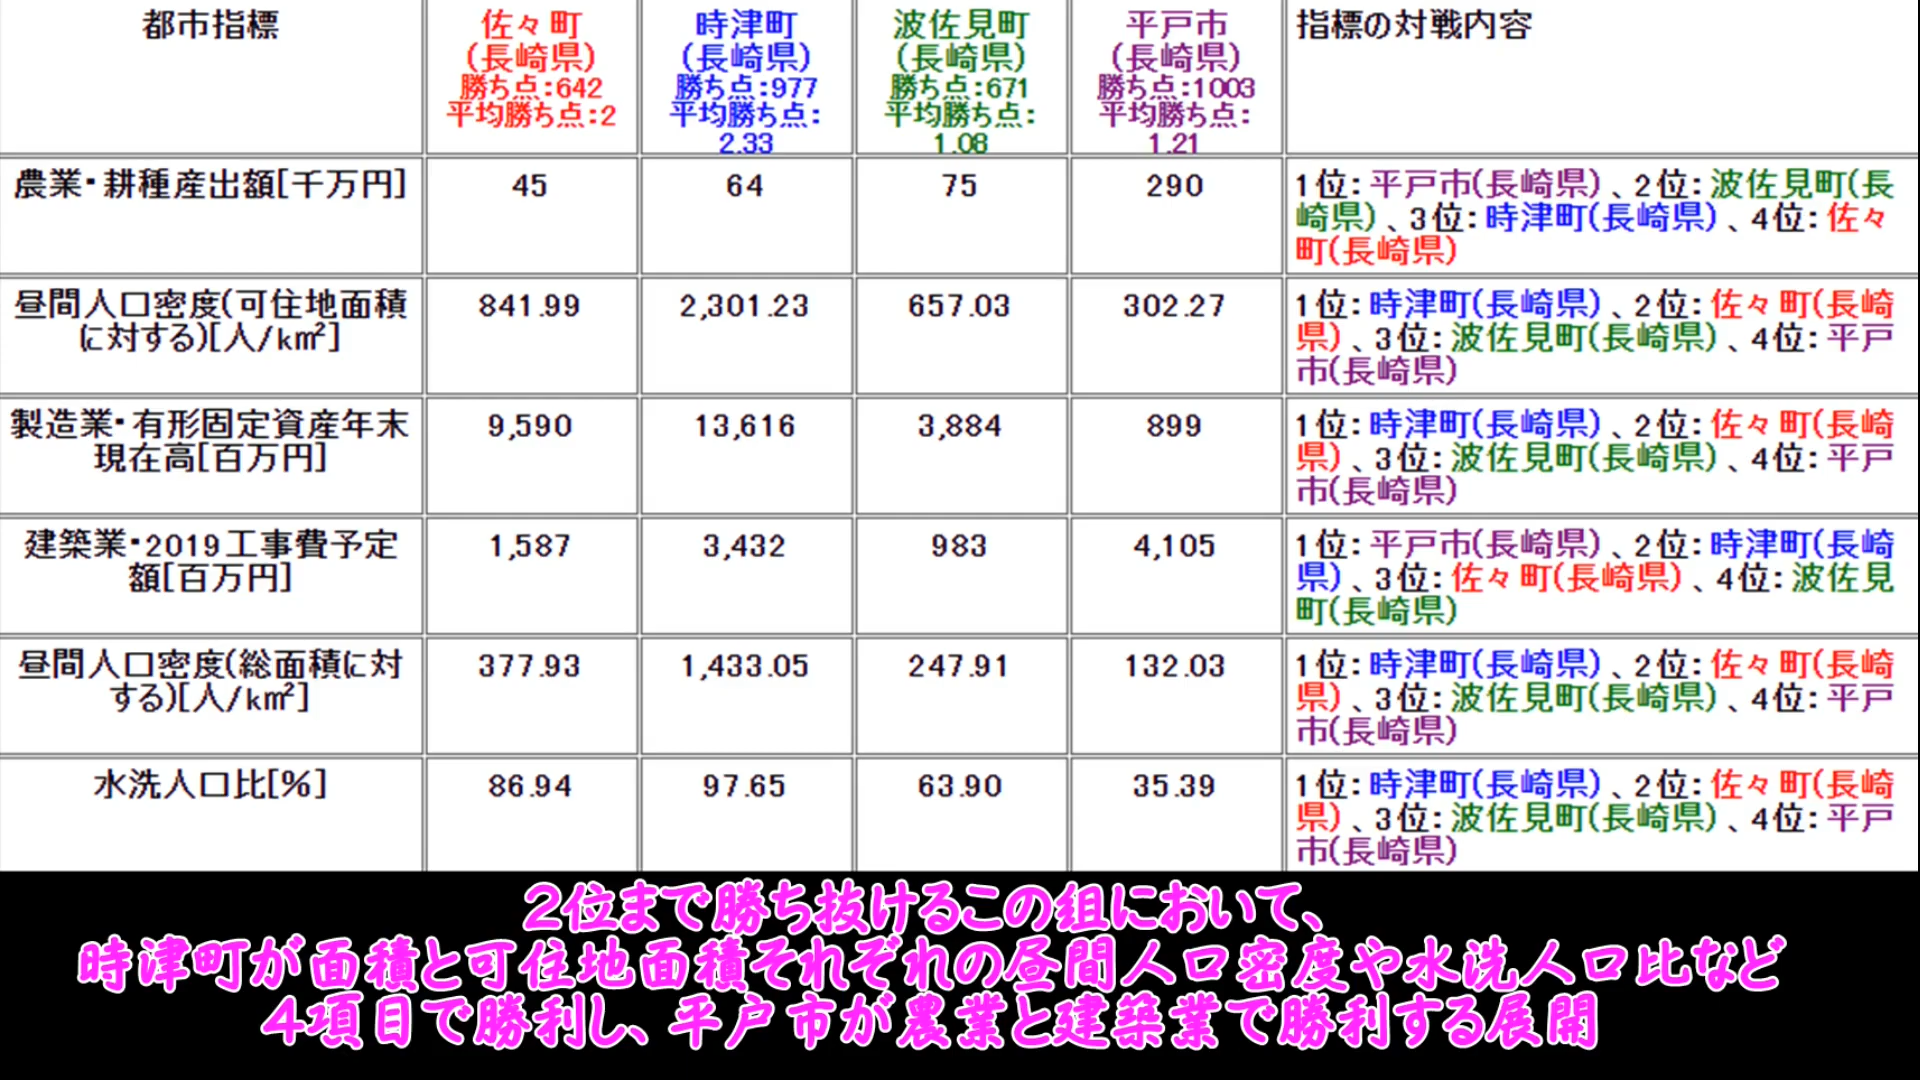 都市指標
佐々町
(長崎県)
勝ち点:642
平均勝ち点:2
時津町
(長崎県)
勝ち点:977
平均勝ち点:
2.33
波佐見町
(長崎県)
勝ち点:671
平均勝ち点:
1.08
平戸市
(長崎県)
勝ち点:1003
平均勝ち点:
1.21
指標の対戦内容
農業・耕種産出額[千万円]
45
64
75
290
1位:平戸市(長崎県)、2位:波佐見町(長
崎県)、3位:時津町(長崎県)、4位:佐々
町(長崎県)
昼間人口密度(可住地面積
に対する)[人/km²]
841.99
2,301.23
657.03
302.27
1位:時津町(長崎県)、2位:佐々町(長崎
県)、3位:波佐見町(長崎県)、4位:平戸
市(長崎県)
製造業・有形固定資産年末
現在高[百万円]
9,590
13,616
3,884
899
1位:時津町(長崎県)、2位:佐々町(長崎
県)、3位:波佐見町(長崎県)、4位:平戸
市(長崎県)
建築業・2019工事費予定
額[百万円]
1,587
3,432
983
4,105
1位:平戸市(長崎県)、2位:時津町(長崎
県)、3位:佐々町(長崎県)、4位:波佐見
町(長崎県)
昼間人口密度(総面積に対
する)[人/km²]
377.93
1,433.05
247.91
132.03
1位:時津町(長崎県)、2位:佐々町(長崎
県)、3位:波佐見町(長崎県)、4位:平戸
市(長崎県)
水洗人口比[%]
86.94
97.65
63.90
35.39
1位:時津町(長崎県)、2位:佐々町(長崎
県)、3位:波佐見町(長崎県)、4位:平戸
市(長崎県)
2位まで勝ち抜けるこの組において、
時津町が面積と可住地面積それぞれの昼間人口密度や水洗人口比など
4項目で勝利し、平戸市が農業と建築業で勝利する展開